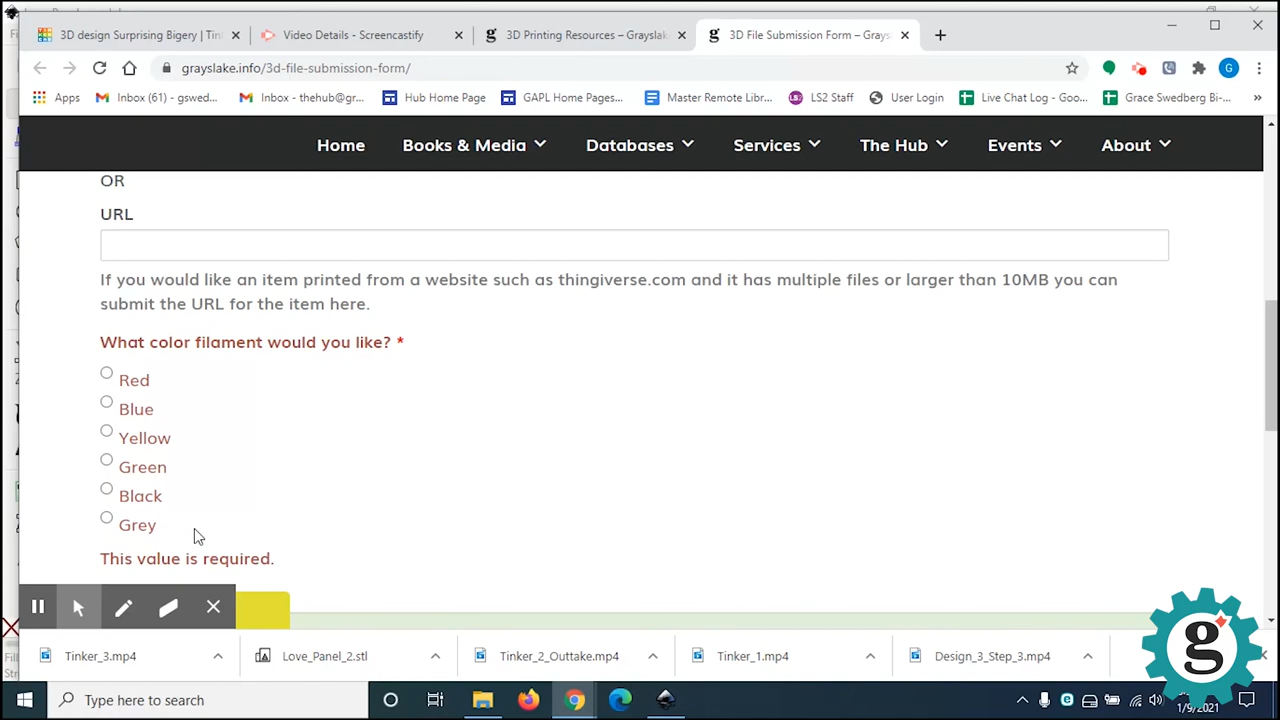 3D design Surprising Bigery | Tin
Video Details - Screencastify
3D Printing Resources – Grayslak
3D File Submission Form – Grays
grayslake.info/3d-file-submission-form/
G
Apps
Inbox (61) - gswed...
Inbox - thehub@gr...
Hub Home Page
GAPL Home Pages...
Master Remote Libr...
LS2 Staff
User Login
Live Chat Log - Goo...
Grace Swedberg Bi-...
Home
Books & Media
Databases
Services
The Hub
Events
About
OR
URL
If you would like an item printed from a website such as thingiverse.com and it has multiple files or larger than 10MB you can
submit the URL for the item here.
What color filament would you like? *
Red
Blue
Yellow
Green
Black
Grey
This value is required.
g
Tinker_3.mp4
Love_Panel_2.stl
Tinker_2_Outtake.mp4
Tinker_1.mp4
Design_3_Step_3.mp4
Type here to search
1/9/2021